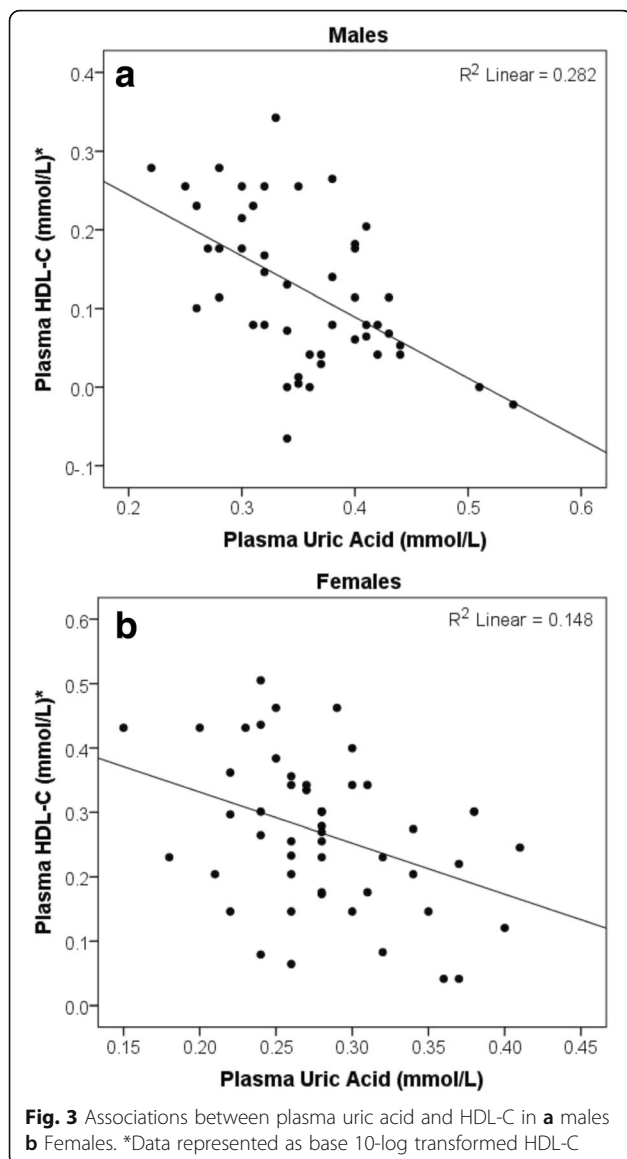 Males
a
R² Linear = 0.282
0.4
0.3
0.2
0.1
0.0
0-.1
Plasma HDL-C (mmol/L)*
0.2 0.3 0.4 0.5 0.6
Plasma Uric Acid (mmol/L)
Females
b
R² Linear = 0.148
0.6
0.5
0.4
0.3
0.2
0.1
0.0
Plasma HDL-C (mmol/L)*
0.15 0.20 0.25 0.30 0.35 0.40 0.45
Plasma Uric Acid (mmol/L)
Fig. 3 Associations between plasma uric acid and HDL-C in a males
b Females. *Data represented as base 10-log transformed HDL-C